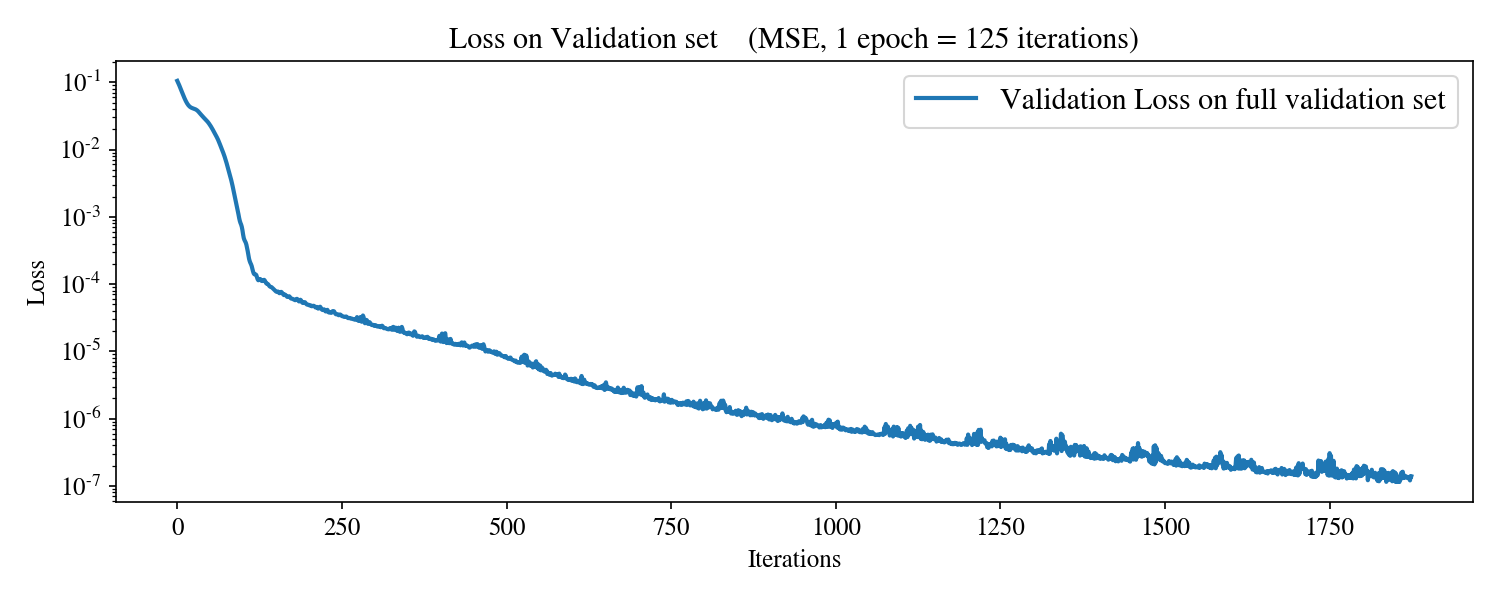 Loss on Validation set (MSE, 1 epoch = 125 iterations)
Validation Loss on full validation set
Loss
10^-1
10^-2
10^-3
10^-4
10^-5
10^-6
10^-7
0 250 500 750 1000 1250 1500 1750
Iterations